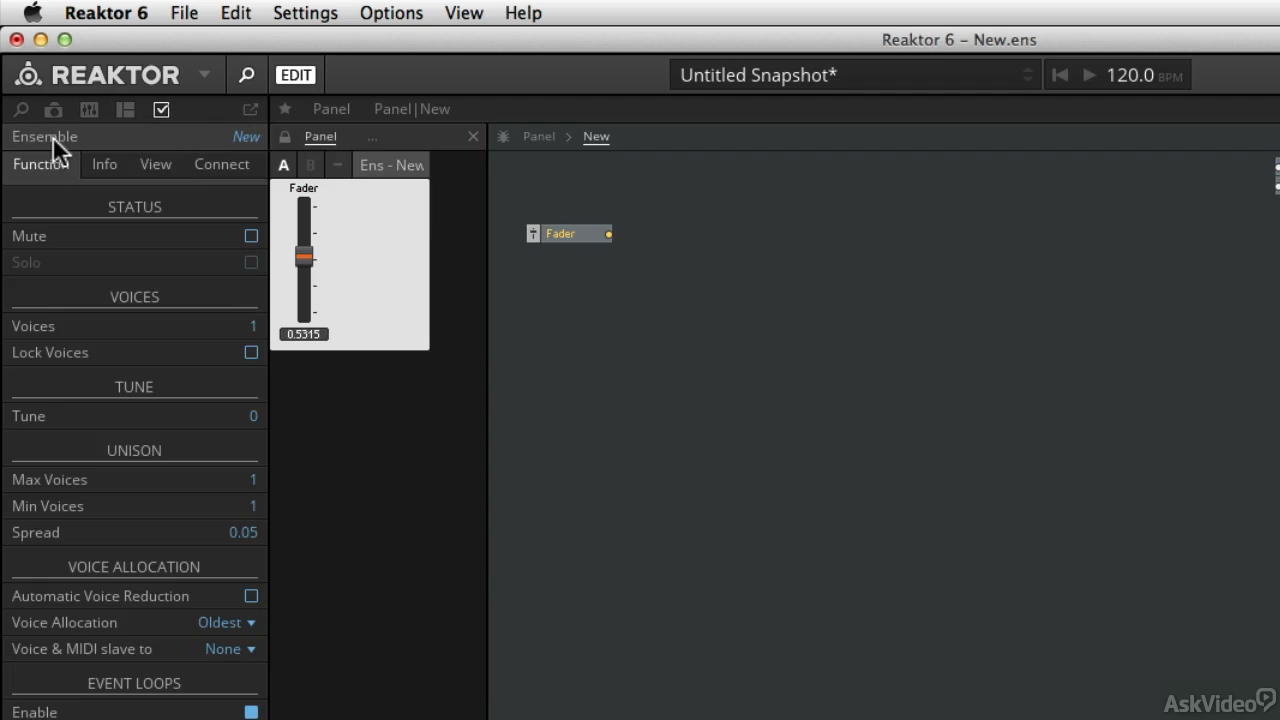 Reaktor 6 File Edit Settings Options View Help
Reaktor 6 – New.ens
REAKTOR EDIT Untitled Snapshot* 120.0 BPM
Panel Panel|New
Ensemble New Panel ... Panel > New
Function Info View Connect A B – Ens - New
STATUS
Fader
Mute
Fader
Solo
VOICES
Voices 1
0.5315
Lock Voices
TUNE
Tune 0
UNISON
Max Voices 1
Min Voices 1
Spread 0.05
VOICE ALLOCATION
Automatic Voice Reduction
Voice Allocation Oldest
Voice & MIDI slave to None
EVENT LOOPS
Enable
AskVideo